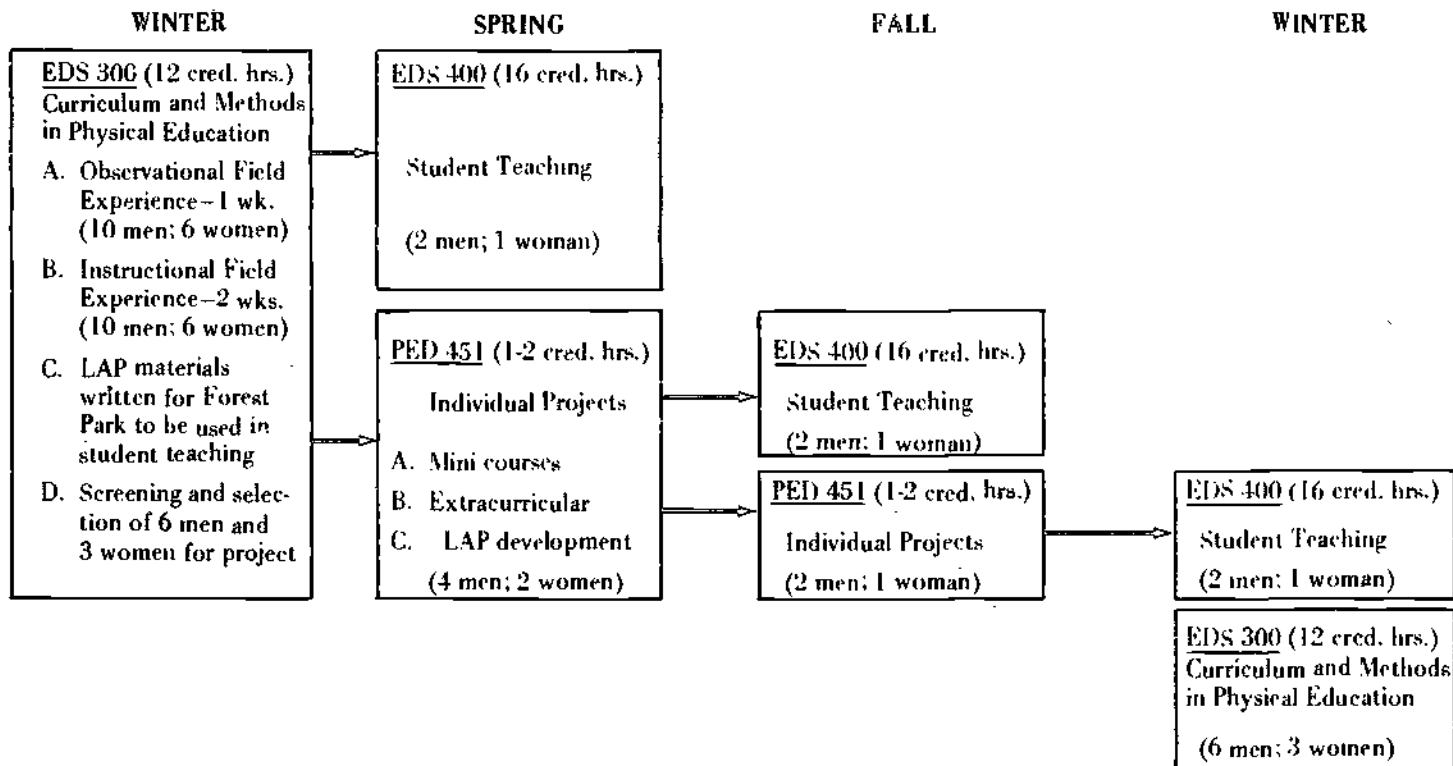 WINTER
SPRING
FALL
WINTER
EDS 300 (12 cred. hrs.)
Curriculum and Methods
in Physical Education
A. Observational Field
Experience–1 wk.
(10 men; 6 women)
B. Instructional Field
Experience–2 wks.
(10 men; 6 women)
C. LAP materials
written for Forest
Park to be used in
student teaching
D. Screening and selec-
tion of 6 men and
3 women for project
EDS 400 (16 cred. hrs.)
Student Teaching
(2 men; 1 woman)
PED 451 (1-2 cred. hrs.)
Individual Projects
A. Mini courses
B. Extracurricular
C. LAP development
(4 men; 2 women)
EDS 400 (16 cred. hrs.)
Student Teaching
(2 men; 1 woman)
PED 451 (1-2 cred. hrs.)
Individual Projects
(2 men; 1 woman)
EDS 400 (16 cred. hrs.)
Student Teaching
(2 men; 1 woman)
EDS 300 (12 cred. hrs.)
Curriculum and Methods
in Physical Education
(6 men; 3 women)